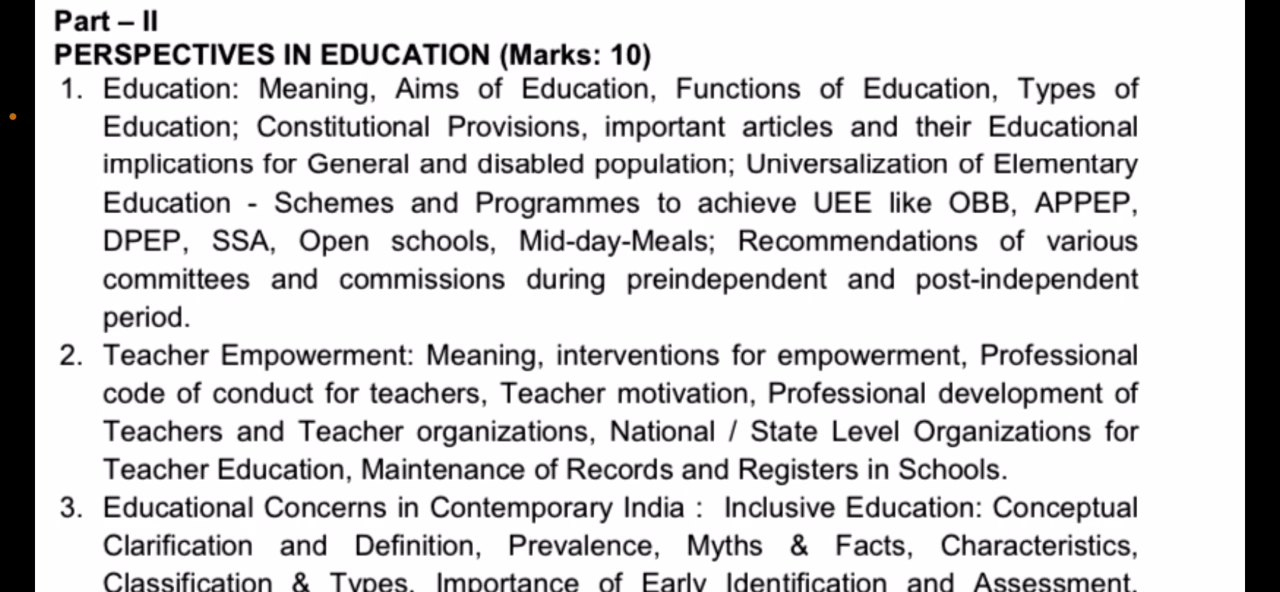 Part – II
PERSPECTIVES IN EDUCATION (Marks: 10)
1. Education: Meaning, Aims of Education, Functions of Education, Types of
Education; Constitutional Provisions, important articles and their Educational
implications for General and disabled population; Universalization of Elementary
Education - Schemes and Programmes to achieve UEE like OBB, APPEP,
DPEP, SSA, Open schools, Mid-day-Meals; Recommendations of various
committees and commissions during preindependent and post-independent
period.
2. Teacher Empowerment: Meaning, interventions for empowerment, Professional
code of conduct for teachers, Teacher motivation, Professional development of
Teachers and Teacher organizations, National / State Level Organizations for
Teacher Education, Maintenance of Records and Registers in Schools.
3. Educational Concerns in Contemporary India : Inclusive Education: Conceptual
Clarification and Definition, Prevalence, Myths & Facts, Characteristics,
Classification & Types, Importance of Early Identification and Assessment,